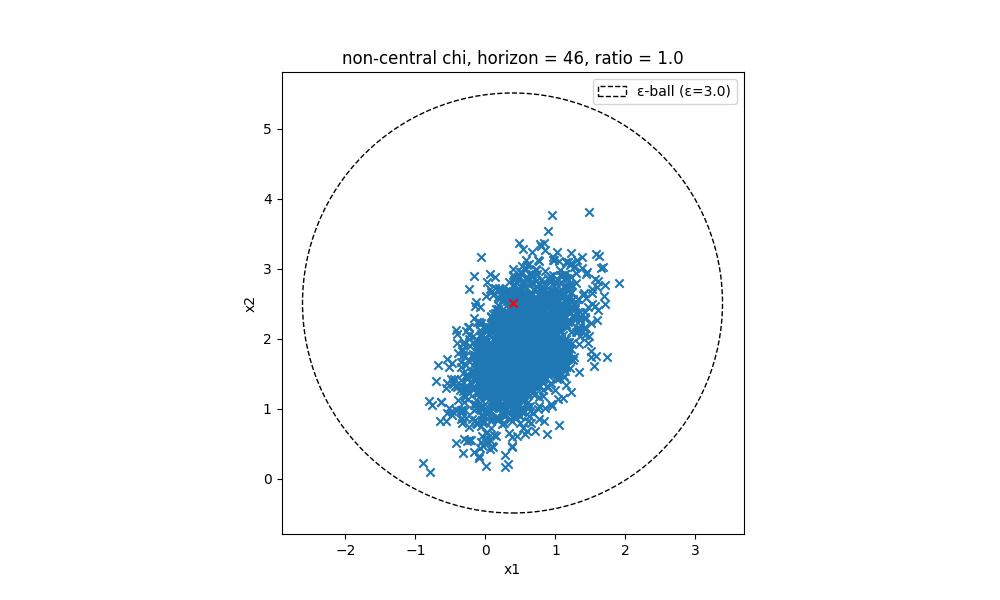 non-central chi, horizon = 46, ratio = 1.0
ε-ball (ε=3.0)
5
4
3
2
1
0
x2
−2 −1 0 1 2 3
x1